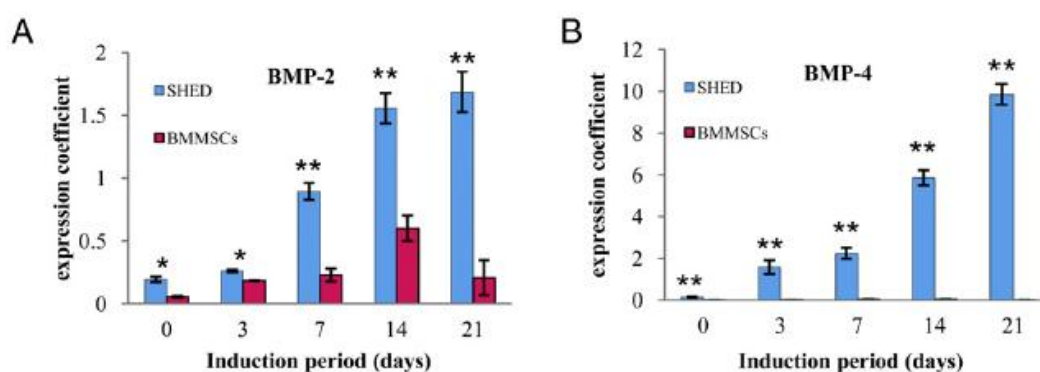 A
BMP-2
expression coefficient
2
1.5
1
0.5
0
SHED
BMMSCs
*
*
**
**
**
0 3 7 14 21
Induction period (days)
B
BMP-4
expression coefficient
12
10
8
6
4
2
0
SHED
BMMSCs
**
**
**
**
**
0 3 7 14 21
Induction period (days)